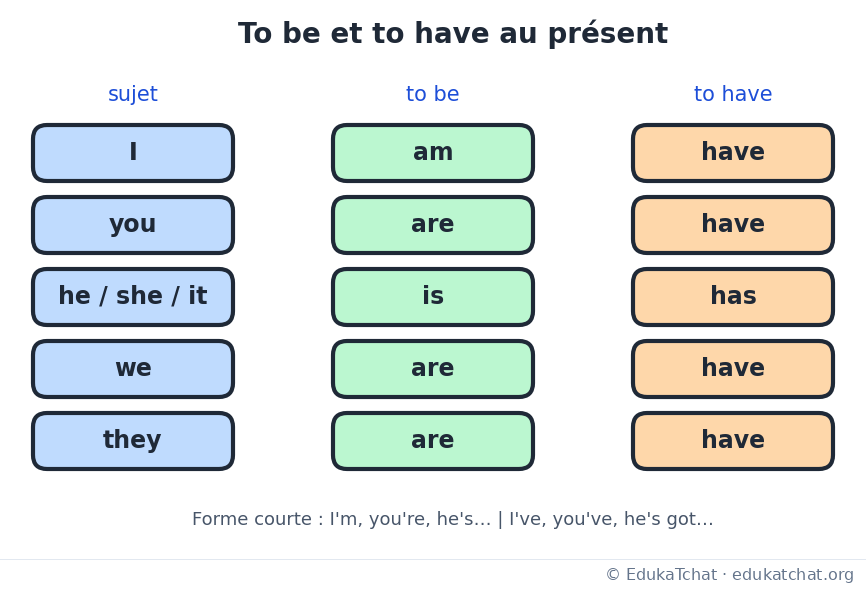 To be et to have au présent
sujet to be to have
I am have
you are have
he / she / it is has
we are have
they are have
Forme courte : I'm, you're, he's… | I've, you've, he's got…
© EdukaTchat · edukatchat.org